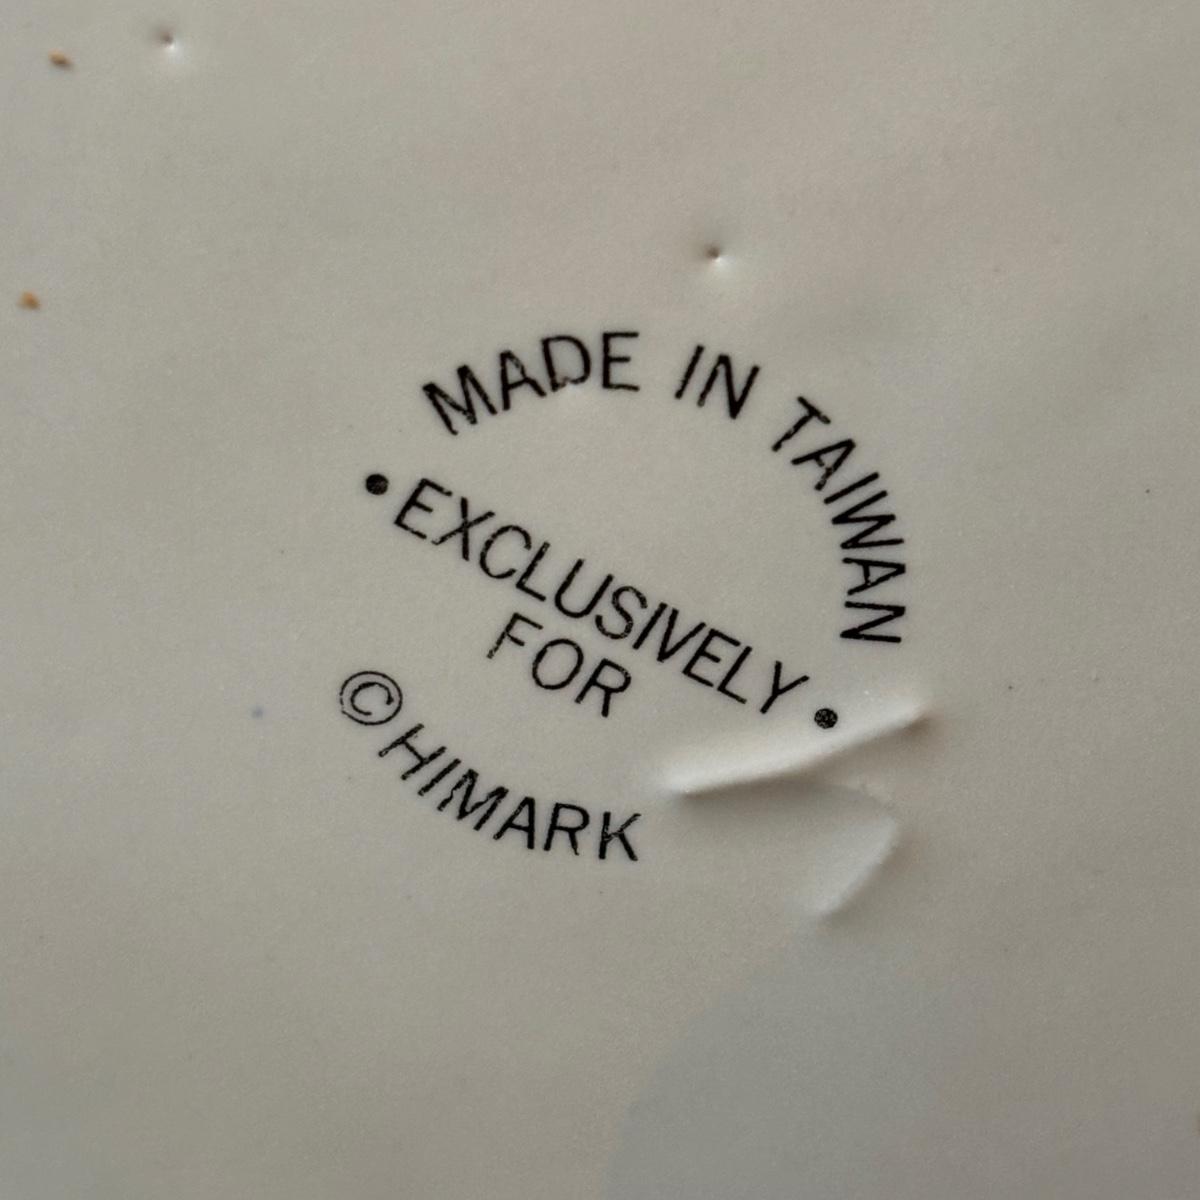 MADE IN TAIWAN
• EXCLUSIVELY •
FOR
© HIMARK